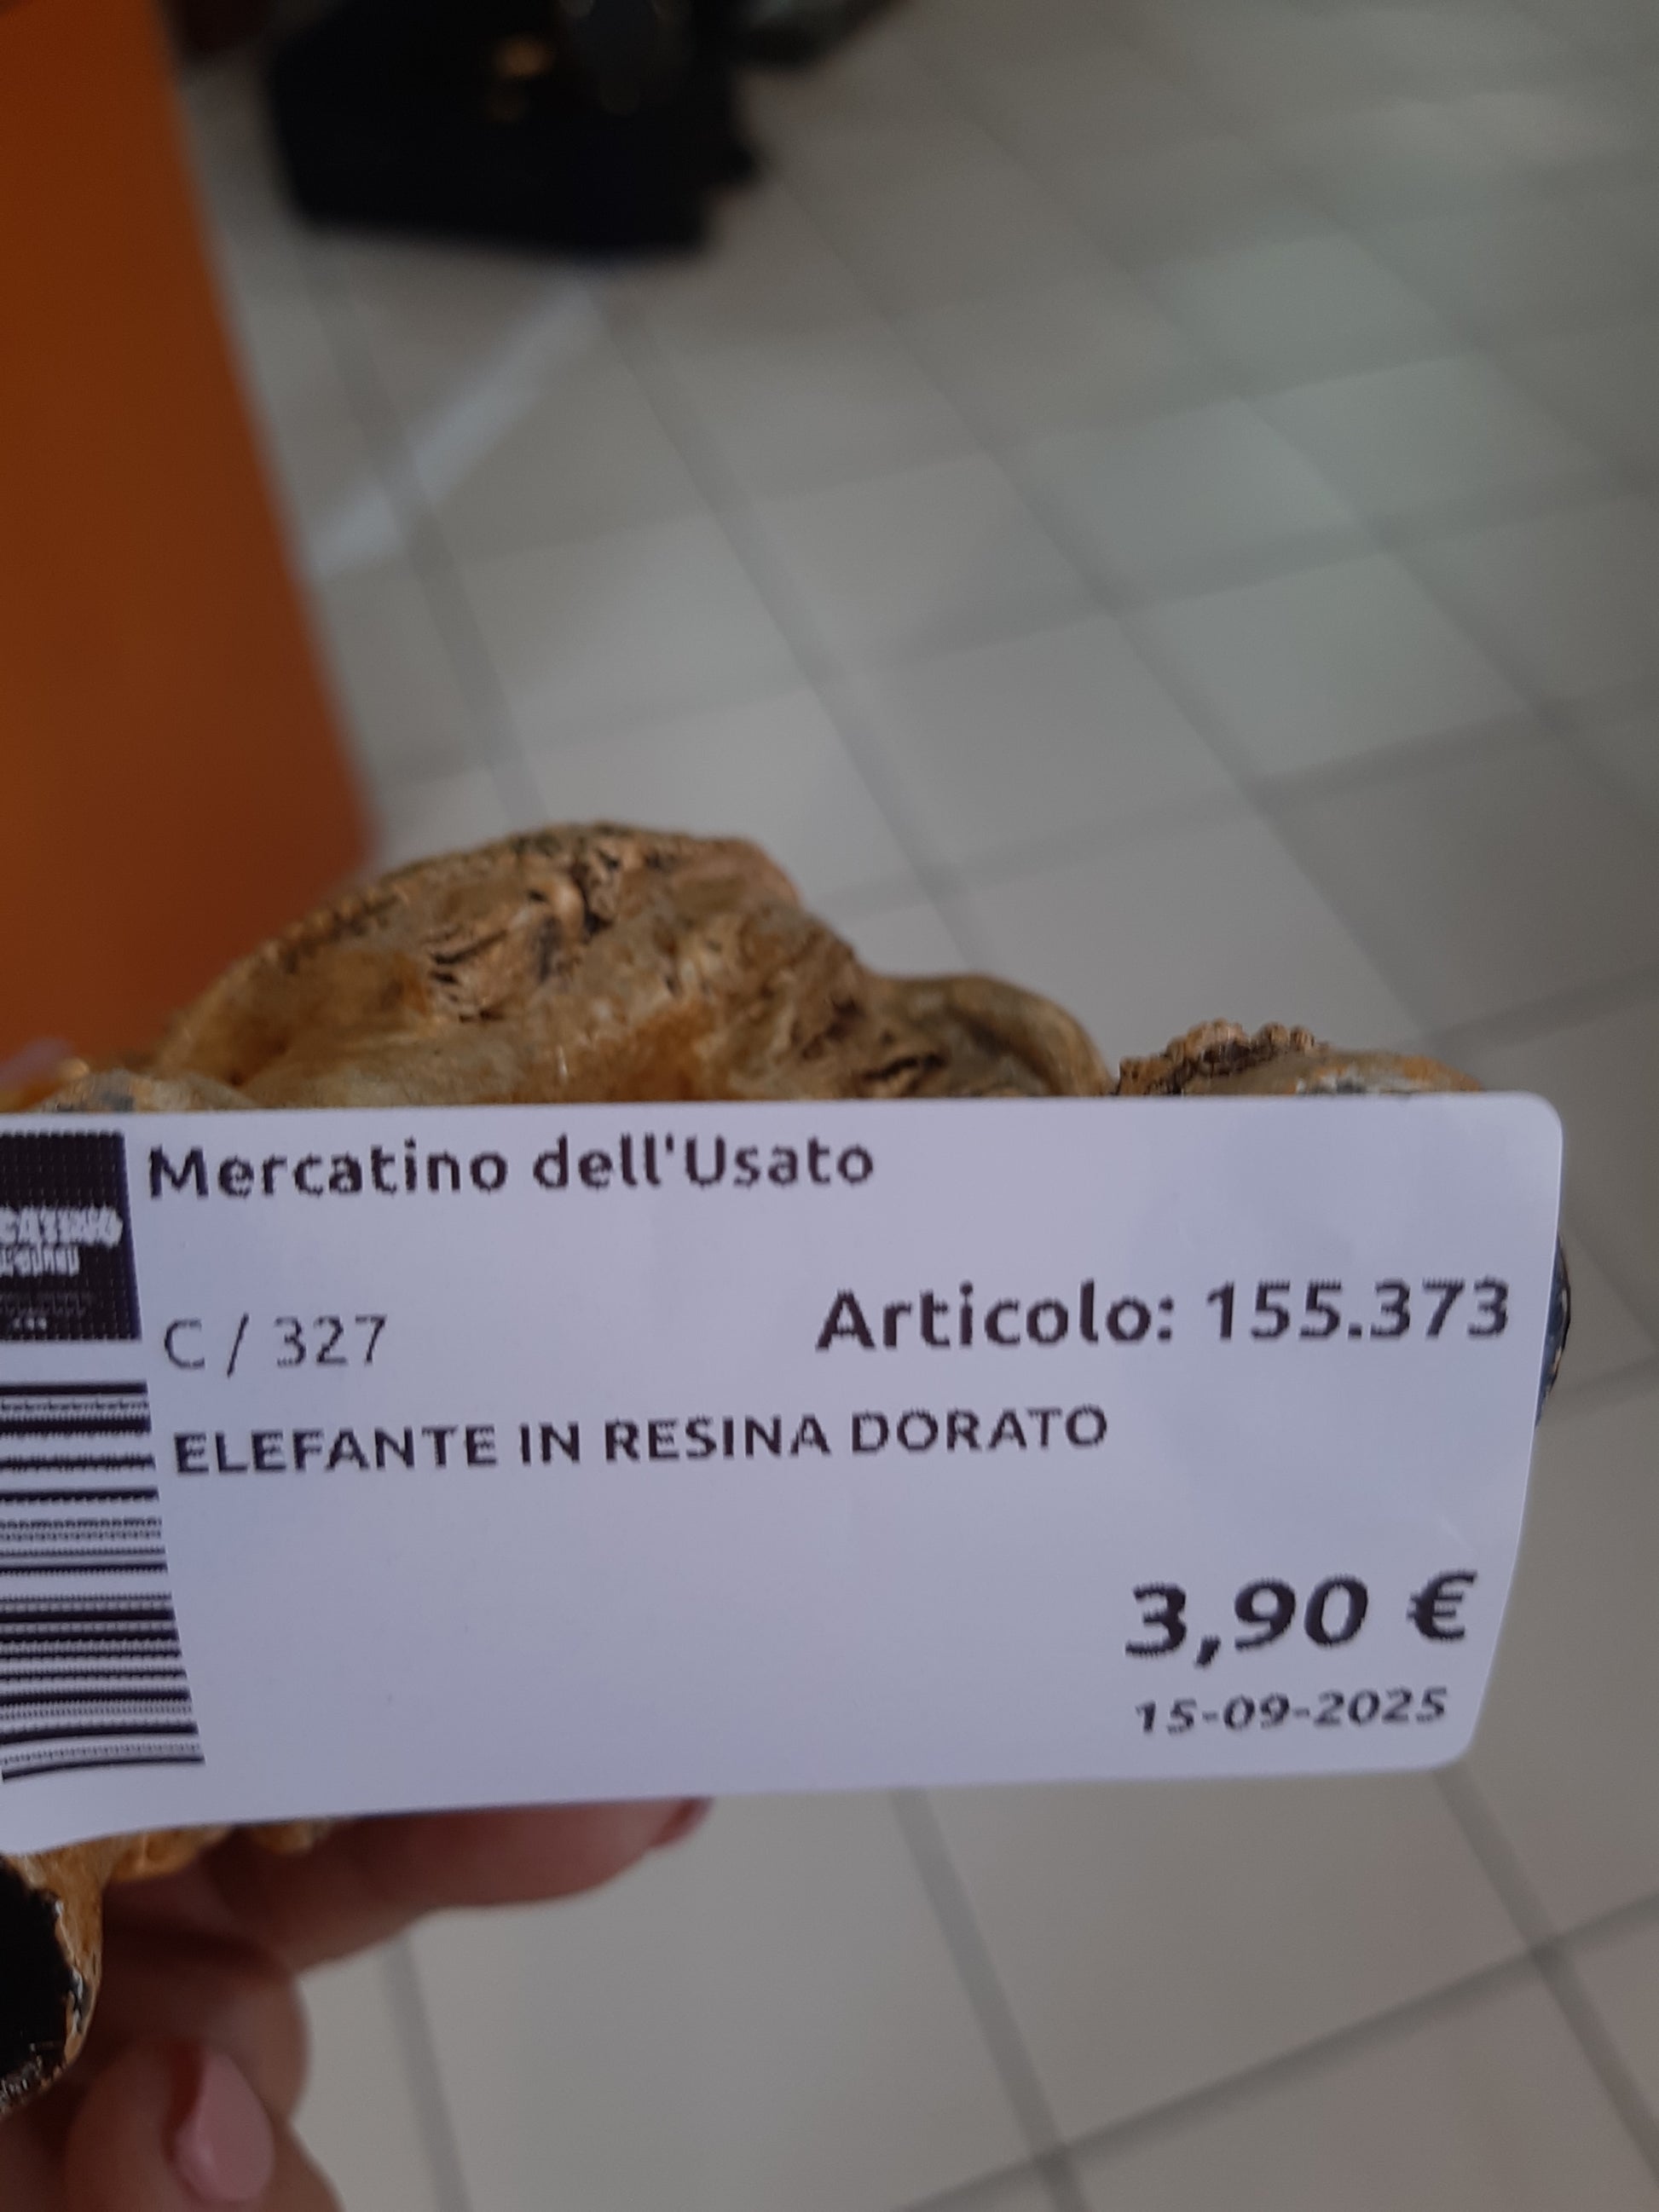 Mercatino dell'Usato
C / 327
Articolo: 155.373
ELEFANTE IN RESINA DORATO
3,90 €
15-09-2025